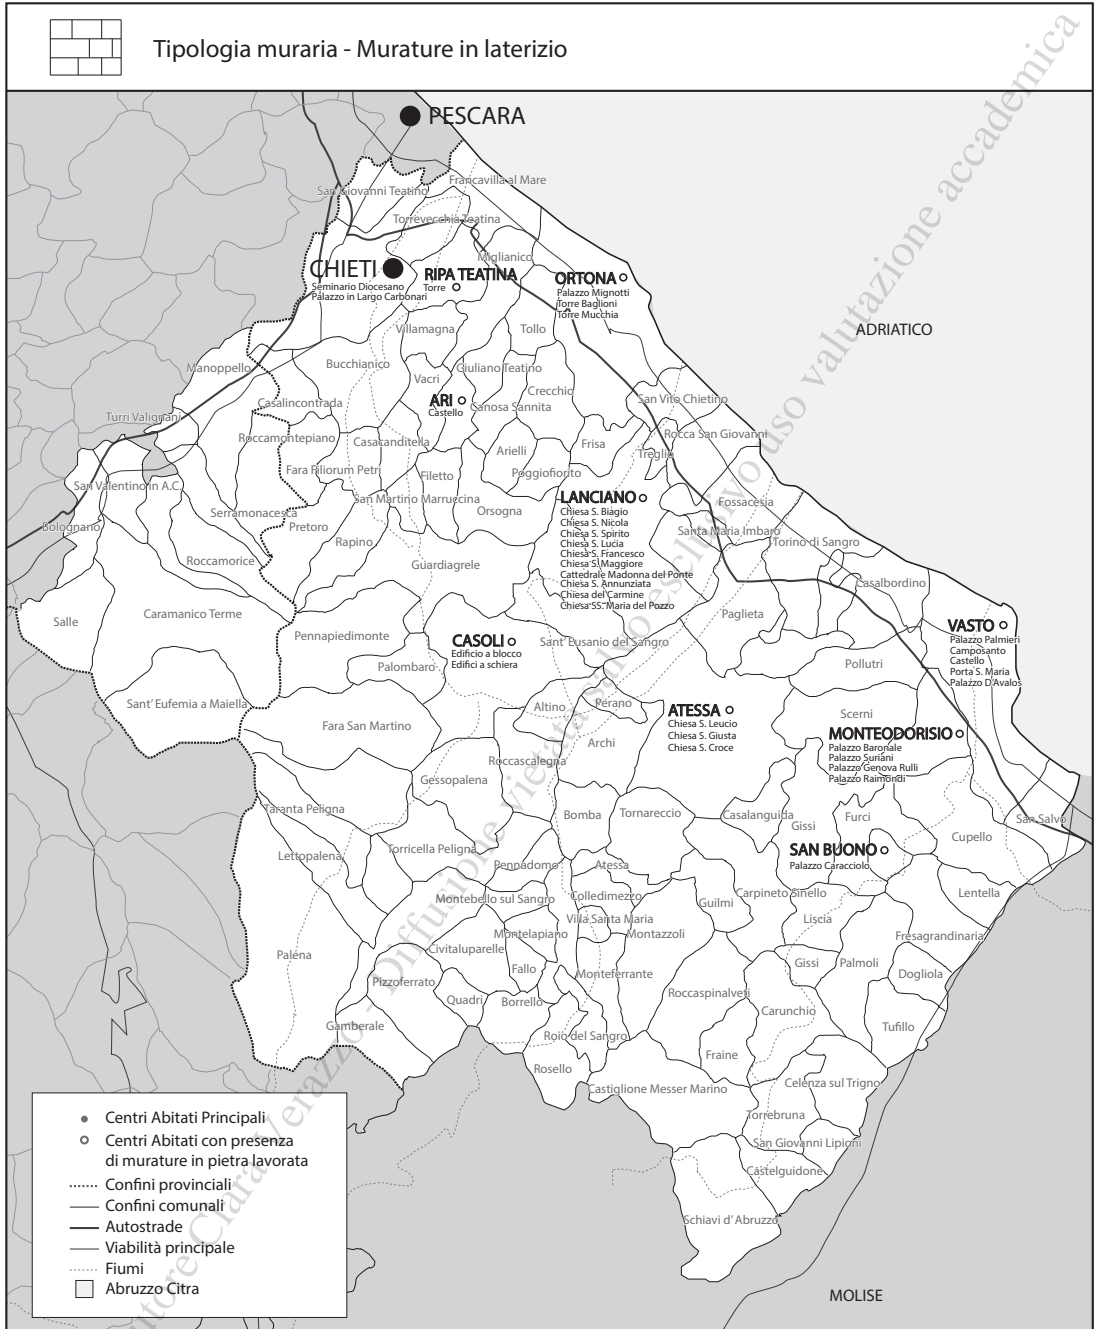 Tipologia muraria - Murature in laterizio
PESCARA
Francavilla al Mare
San Giovanni Teatino
Torrevecchia Teatina
Miglianico
CHIETI
Seminario Diocesano
Palazzo in Largo Carbonari
RIPA TEATINA
Torre
ORTONA
Palazzo Mignotti
Torre Baglioni
Torre Mucchia
ADRIATICO
Villamagna
Tollo
Manoppello
Bucchianico
Vacri
Giuliano Teatino
Crecchio
San Vito Chietino
Casalincontrada
ARI
Castello
Canosa Sannita
Turri Valignani
Roccamontepiano
Casacanditella
Arielli
Frisa
Rocca San Giovanni
Treglio
Fara Filiorum Petri
Filetto
Poggiofiorito
San Valentino in A.C.
San Martino Marruccina
Orsogna
LANCIANO
Chiesa S. Biagio
Chiesa S. Nicola
Chiesa S. Spirito
Chiesa S. Lucia
Chiesa S. Francesco
Chiesa S. Maggiore
Cattedrale Madonna del Ponte
Chiesa S. Annunziata
Chiesa del Carmine
Chiesa SS. Maria del Pozzo
Fossacesia
Serramonacesca
Pretoro
Bolognano
Rapino
Santa Maria Imbaro
Torino di Sangro
Roccamorice
Guardiagrele
Casalbordino
Salle
Caramanico Terme
Paglieta
Pennapiedimonte
CASOLI
Edificio a blocco
Edifici a schiera
Sant' Eusanio del Sangro
VASTO
Palazzo Palmieri
Camposanto
Castello
Porta S. Maria
Palazzo D'Avalos
Palombaro
Pollutri
Sant' Eufemia a Maiella
Altino
Perano
ATESSA
Chiesa S. Leucio
Chiesa S. Giusta
Chiesa S. Croce
Scerni
Fara San Martino
Archi
MONTEODORISIO
Palazzo Baronale
Palazzo Suriani
Palazzo Genova Rulli
Palazzo Raimondi
Roccascalegna
Gessopalena
Taranta Peligna
Bomba
Tornareccio
Casalanguida
Gissi
Furci
San Salvo
Cupello
Lettopalena
Torricella Peligna
SAN BUONO
Palazzo Caracciolo
Pennadomo
Atessa
Montebello sul Sangro
Colledimezzo
Guilmi
Carpineto Sinello
Lentella
Villa Santa Maria
Liscia
Montelapiano
Montazzoli
Fresagrandinaria
Palena
Civitaluparelle
Fallo
Monteferrante
Gissi
Palmoli
Dogliola
Pizzoferrato
Quadri
Borrello
Roccaspinalveti
Carunchio
Gamberale
Roio del Sangro
Tufillo
Fraine
Rosello
Castiglione Messer Marino
Celenza sul Trigno
Torrebruna
San Giovanni Lipioni
Castelguidone
Schiavi d' Abruzzo
MOLISE
Centri Abitati Principali
Centri Abitati con presenza
di murature in pietra lavorata
Confini provinciali
Confini comunali
Autostrade
Viabilità principale
Fiumi
Abruzzo Citra
utore Clara Verazzo - Diffusione vietata salvo esclusivo uso valutazione accademica